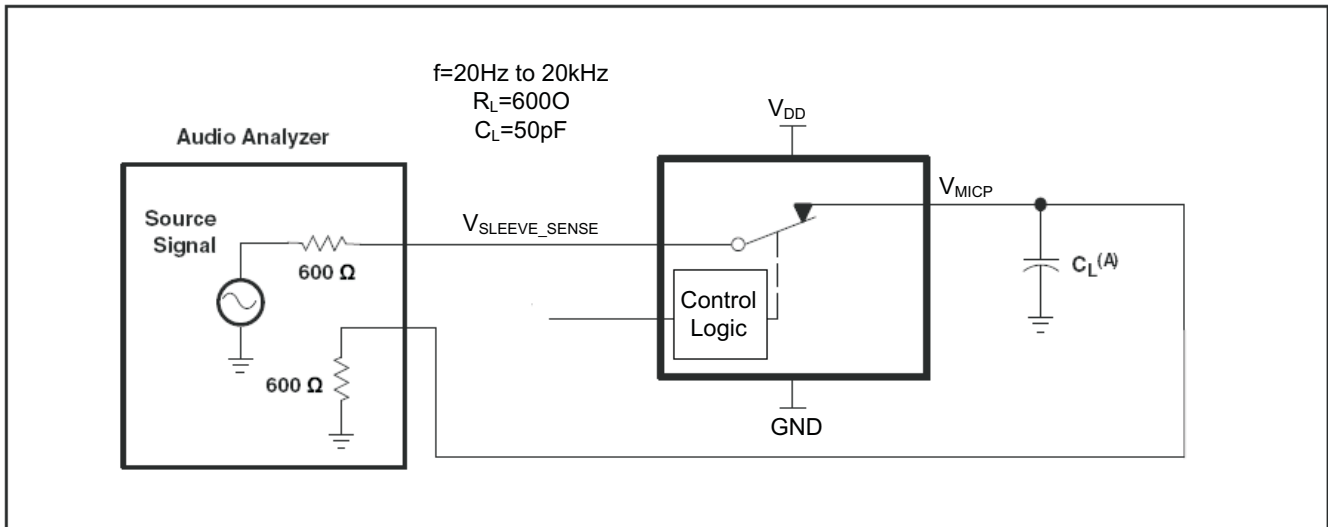 f=20Hz to 20kHz
RL=600O
CL=50pF
Audio Analyzer
Source
Signal
600 Ω
600 Ω
VSLEEVE_SENSE
VDD
Control
Logic
GND
VMICP
CL(A)